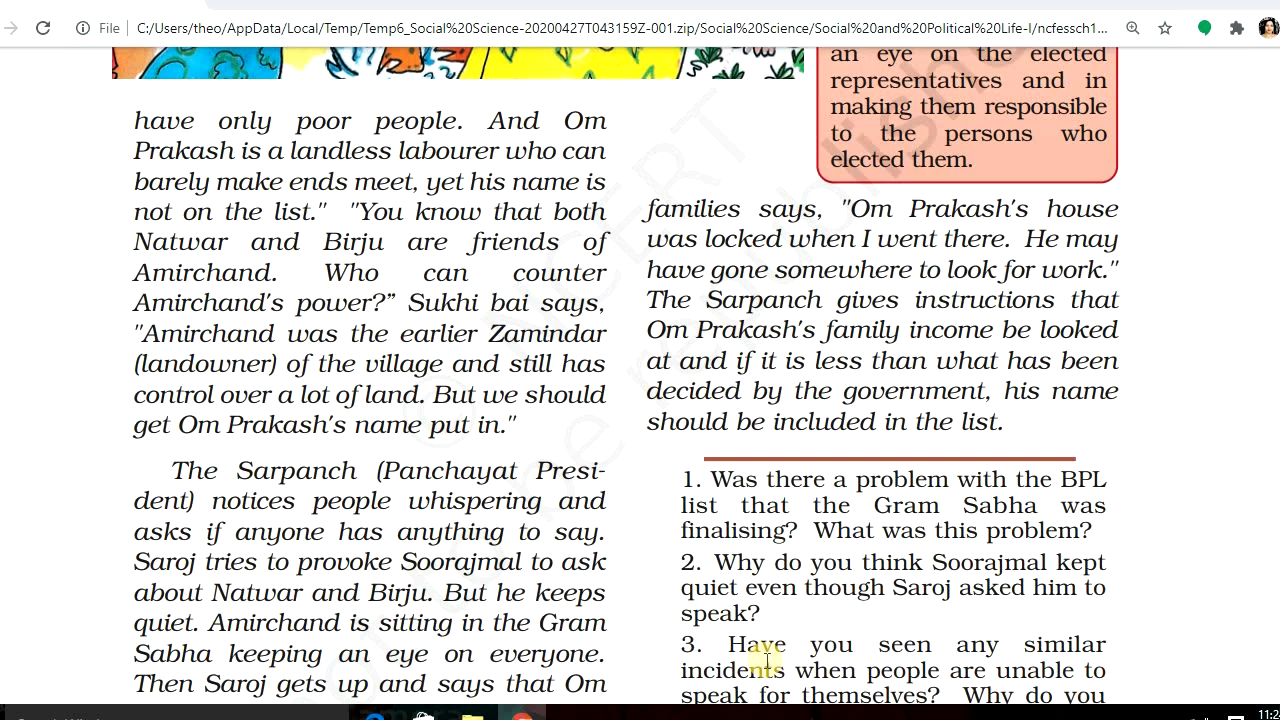 File
C:/Users/theo/AppData/Local/Temp/Temp6_Social%20Science-20200427T043159Z-001.zip/Social%20Science/Social%20and%20Political%20Life-I/ncfessch1...
have only poor people. And Om
Prakash is a landless labourer who can
barely make ends meet, yet his name is
not on the list." "You know that both
Natwar and Birju are friends of
Amirchand. Who can counter
Amirchand's power?” Sukhi bai says,
"Amirchand was the earlier Zamindar
(landowner) of the village and still has
control over a lot of land. But we should
get Om Prakash's name put in."
The Sarpanch (Panchayat Presi-
dent) notices people whispering and
asks if anyone has anything to say.
Saroj tries to provoke Soorajmal to ask
about Natwar and Birju. But he keeps
quiet. Amirchand is sitting in the Gram
Sabha keeping an eye on everyone.
Then Saroj gets up and says that Om
an eye on the elected
representatives and in
making them responsible
to the persons who
elected them.
families says, "Om Prakash's house
was locked when I went there. He may
have gone somewhere to look for work."
The Sarpanch gives instructions that
Om Prakash's family income be looked
at and if it is less than what has been
decided by the government, his name
should be included in the list.
1. Was there a problem with the BPL
list that the Gram Sabha was
finalising? What was this problem?
2. Why do you think Soorajmal kept
quiet even though Saroj asked him to
speak?
3. Have you seen any similar
incidents when people are unable to
speak for themselves? Why do you
© NCERT
to be republished
11:2